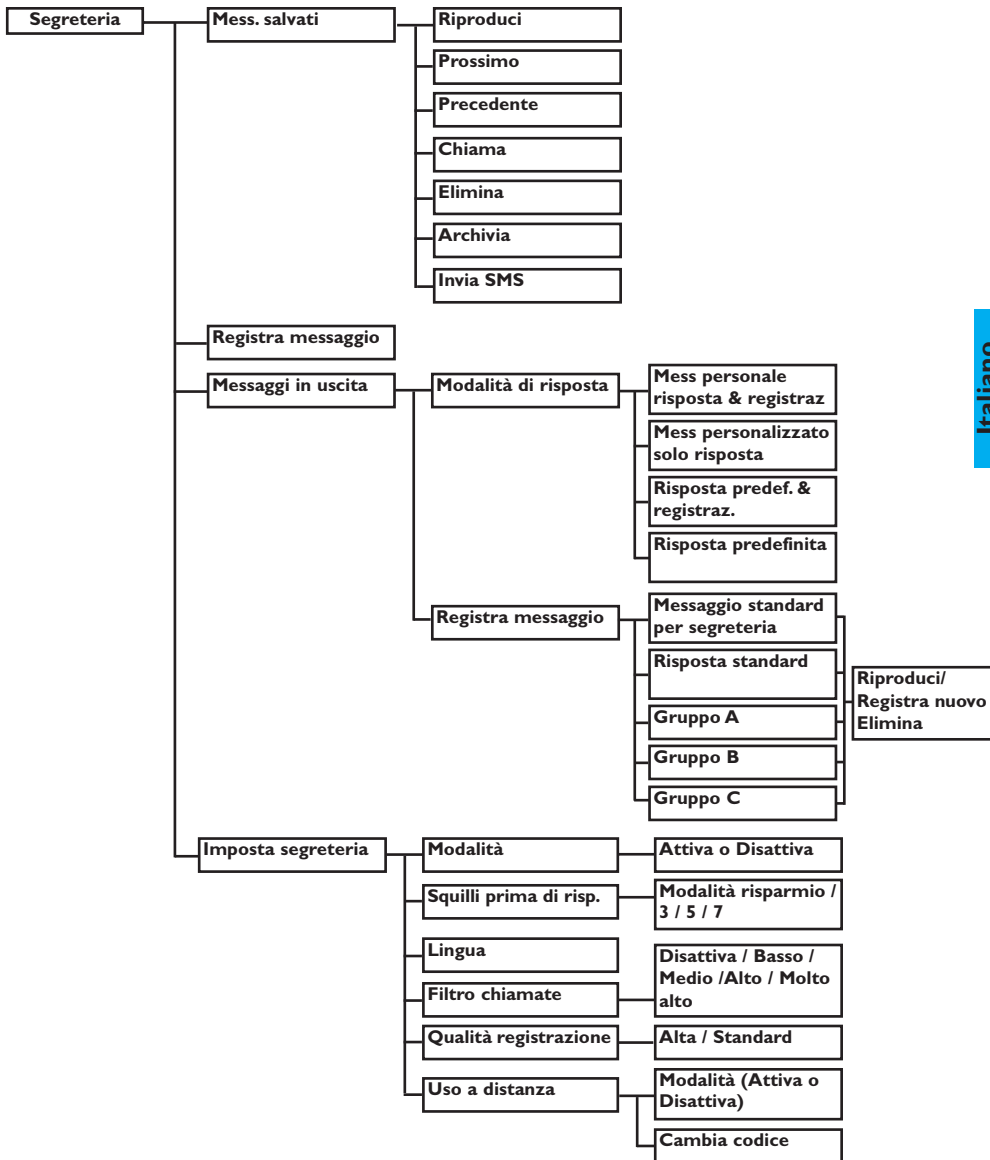 Segreteria
Mess. salvati
Riproduci
Prossimo
Precedente
Chiama
Elimina
Archivia
Invia SMS
Registra messaggio
Messaggi in uscita
Modalità di risposta
Mess personale
risposta & registraz
Mess personalizzato
solo risposta
Risposta predef. &
registraz.
Risposta predefinita
Registra messaggio
Messaggio standard
per segreteria
Risposta standard
Gruppo A
Gruppo B
Gruppo C
Riproduci/
Registra nuovo
Elimina
Imposta segreteria
Modalità
Attiva o Disattiva
Squilli prima di risp.
Modalità risparmio /
3 / 5 / 7
Lingua
Filtro chiamate
Disattiva / Basso /
Medio /Alto / Molto
alto
Qualità registrazione
Alta / Standard
Uso a distanza
Modalità (Attiva o
Disattiva)
Cambia codice
Italiano